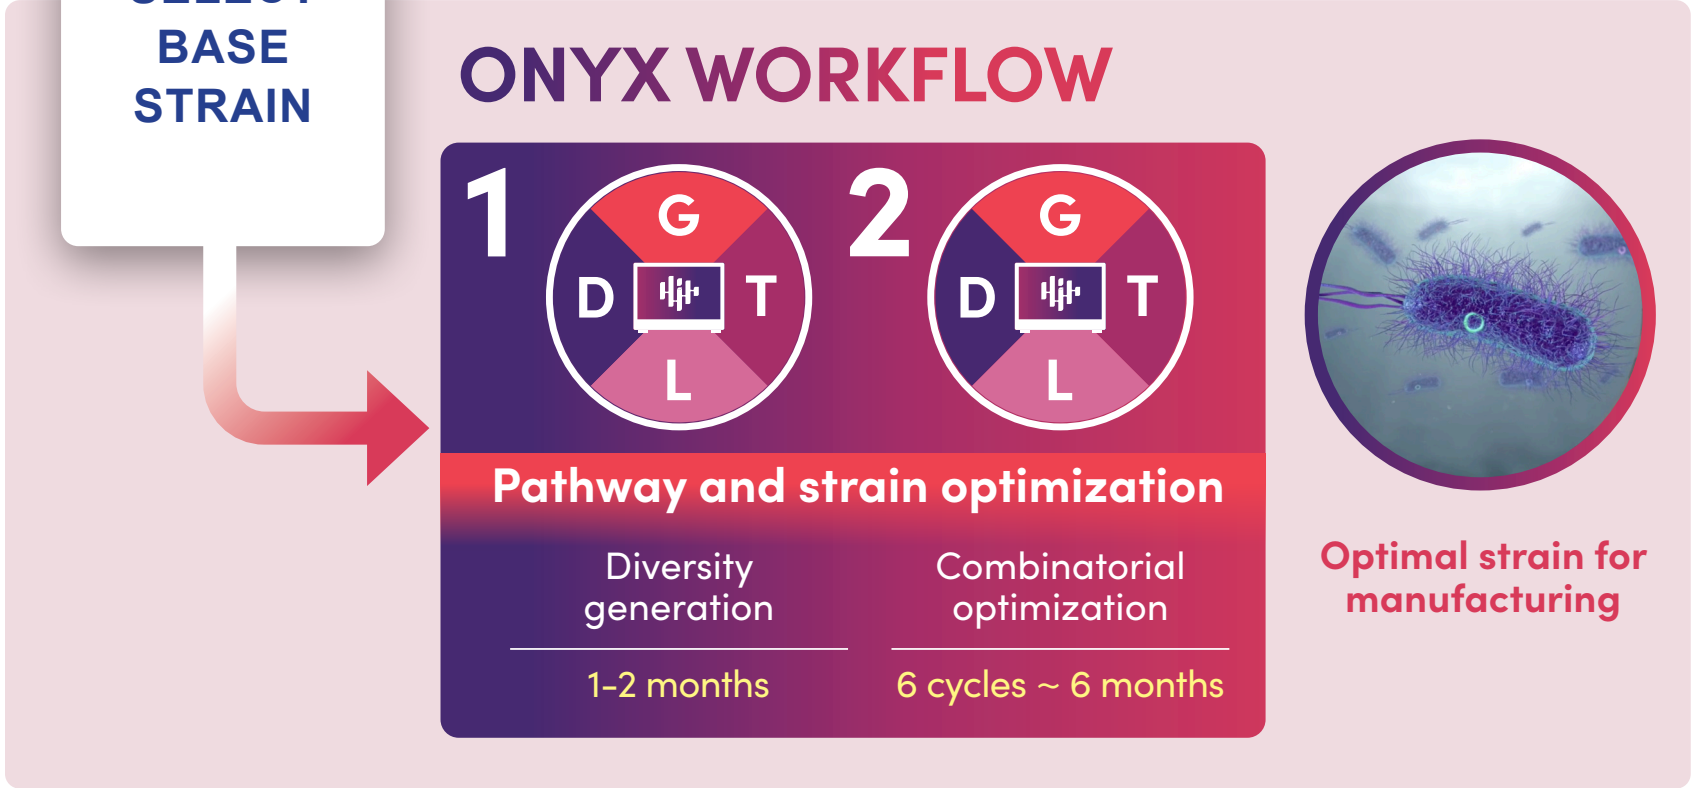 BASE
STRAIN
ONYX WORKFLOW
1
G
D
T
L
2
G
D
T
L
Pathway and strain optimization
Diversity
generation
1-2 months
Combinatorial
optimization
6 cycles ~ 6 months
Optimal strain for
manufacturing